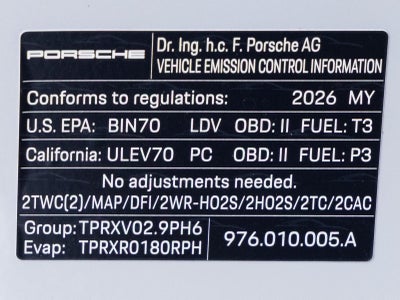 PORSCHE
Dr. Ing. h.c. F. Porsche AG
VEHICLE EMISSION CONTROL INFORMATION
Conforms to regulations: 2026 MY
U.S. EPA: BIN70 LDV OBD: II FUEL: T3
California: ULEV70 PC OBD: II FUEL: P3
No adjustments needed.
2TWC(2)/MAP/DFI/2WR-HO2S/2HO2S/2TC/2CAC
Group: TPRXV02.9PH6
Evap: TPRXR0180RPH
976.010.005.A